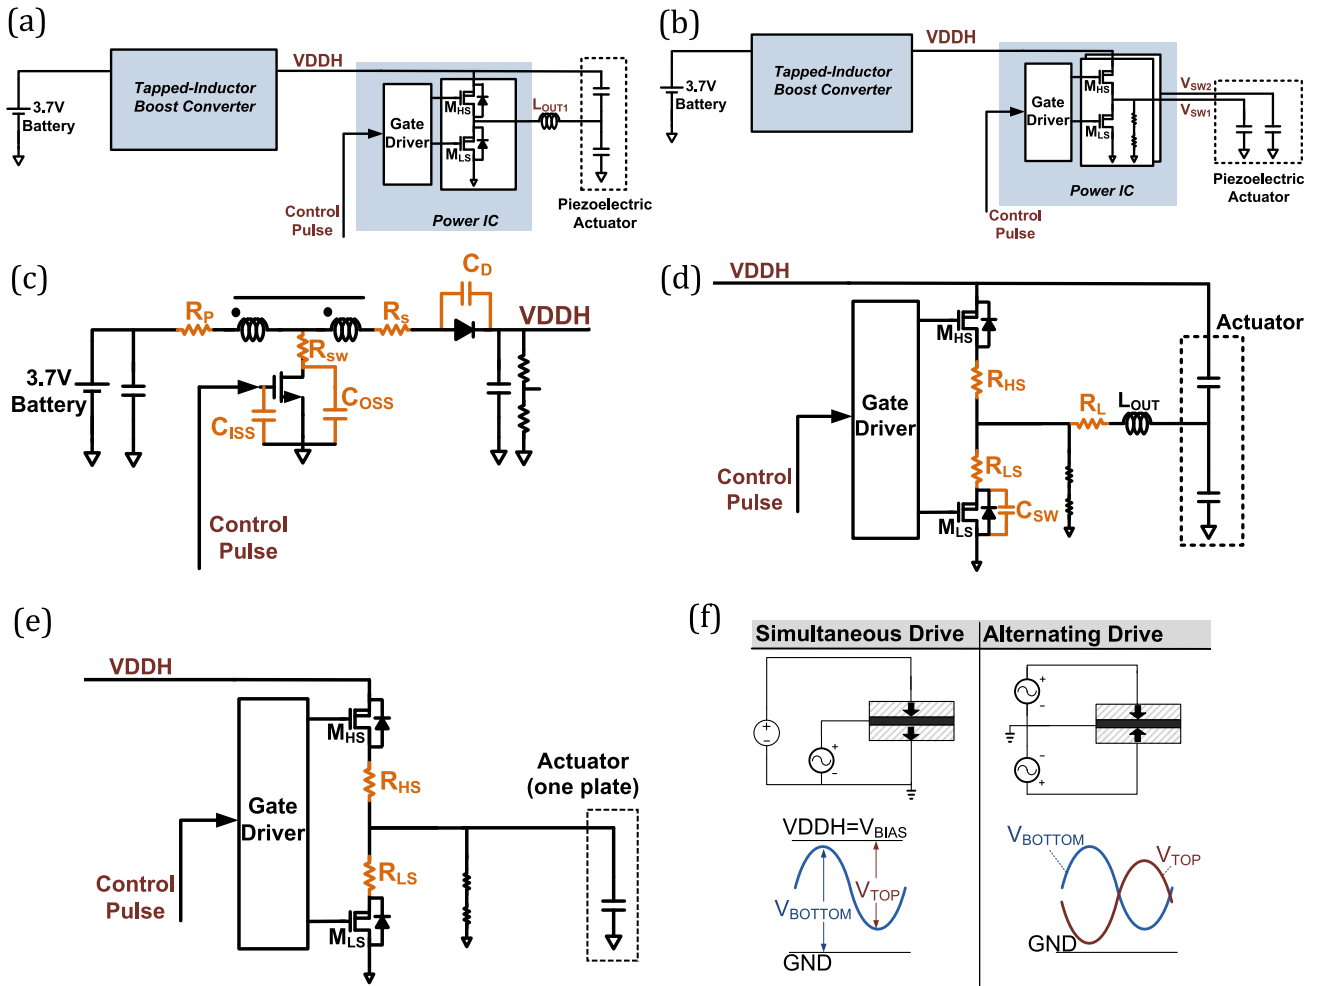 (a)
VDDH
Tapped-Inductor
Boost Converter
3.7V
Battery
Gate
Driver
MHS
MLS
LOUT1
Control
Pulse
Power IC
Piezoelectric
Actuator
(b)
VDDH
Tapped-Inductor
Boost Converter
3.7V
Battery
Gate
Driver
MHS
MLS
VSW2
VSW1
Control
Pulse
Power IC
Piezoelectric
Actuator
(c)
CD
RP
Rs
VDDH
Rsw
3.7V
Battery
COSS
CISS
Control
Pulse
(d)
VDDH
Actuator
MHS
RHS
Gate
Driver
RL
LOUT
RLS
Control
Pulse
CSW
MLS
(e)
VDDH
MHS
Actuator
(one plate)
RHS
Gate
Driver
RLS
Control
Pulse
MLS
(f)
Simultaneous Drive
Alternating Drive
+
−
+
−
+
−
−
+
VDDH=VBIAS
VTOP
VBOTTOM
GND
VBOTTOM
VTOP
GND